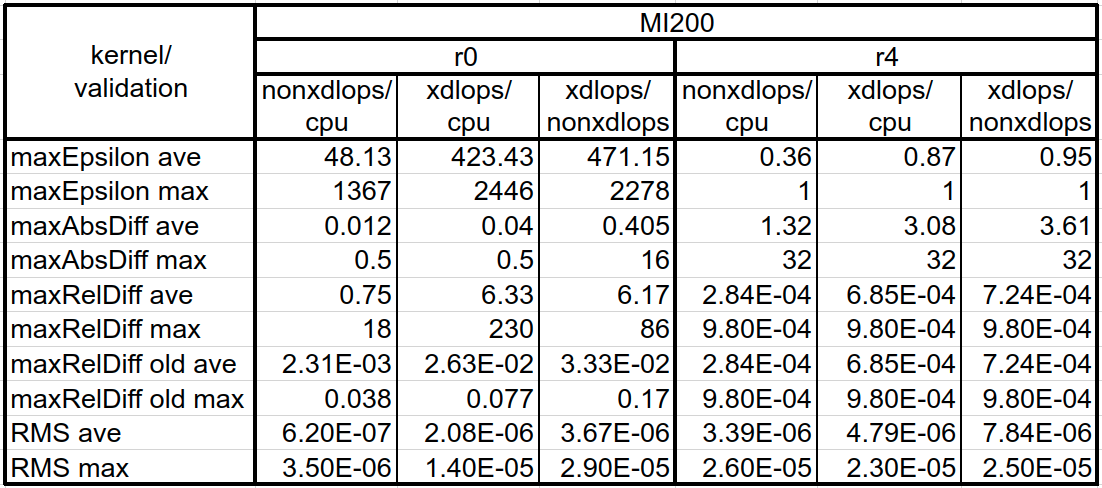 MI200
kernel/
validation
r0 r4
nonxdlops/ xdlops/ xdlops/ nonxdlops/ xdlops/ xdlops/
cpu cpu nonxdlops cpu cpu nonxdlops
maxEpsilon ave 48.13 423.43 471.15 0.36 0.87 0.95
maxEpsilon max 1367 2446 2278 1 1 1
maxAbsDiff ave 0.012 0.04 0.405 1.32 3.08 3.61
maxAbsDiff max 0.5 0.5 16 32 32 32
maxRelDiff ave 0.75 6.33 6.17 2.84E-04 6.85E-04 7.24E-04
maxRelDiff max 18 230 86 9.80E-04 9.80E-04 9.80E-04
maxRelDiff old ave 2.31E-03 2.63E-02 3.33E-02 2.84E-04 6.85E-04 7.24E-04
maxRelDiff old max 0.038 0.077 0.17 9.80E-04 9.80E-04 9.80E-04
RMS ave 6.20E-07 2.08E-06 3.67E-06 3.39E-06 4.79E-06 7.84E-06
RMS max 3.50E-06 1.40E-05 2.90E-05 2.60E-05 2.30E-05 2.50E-05